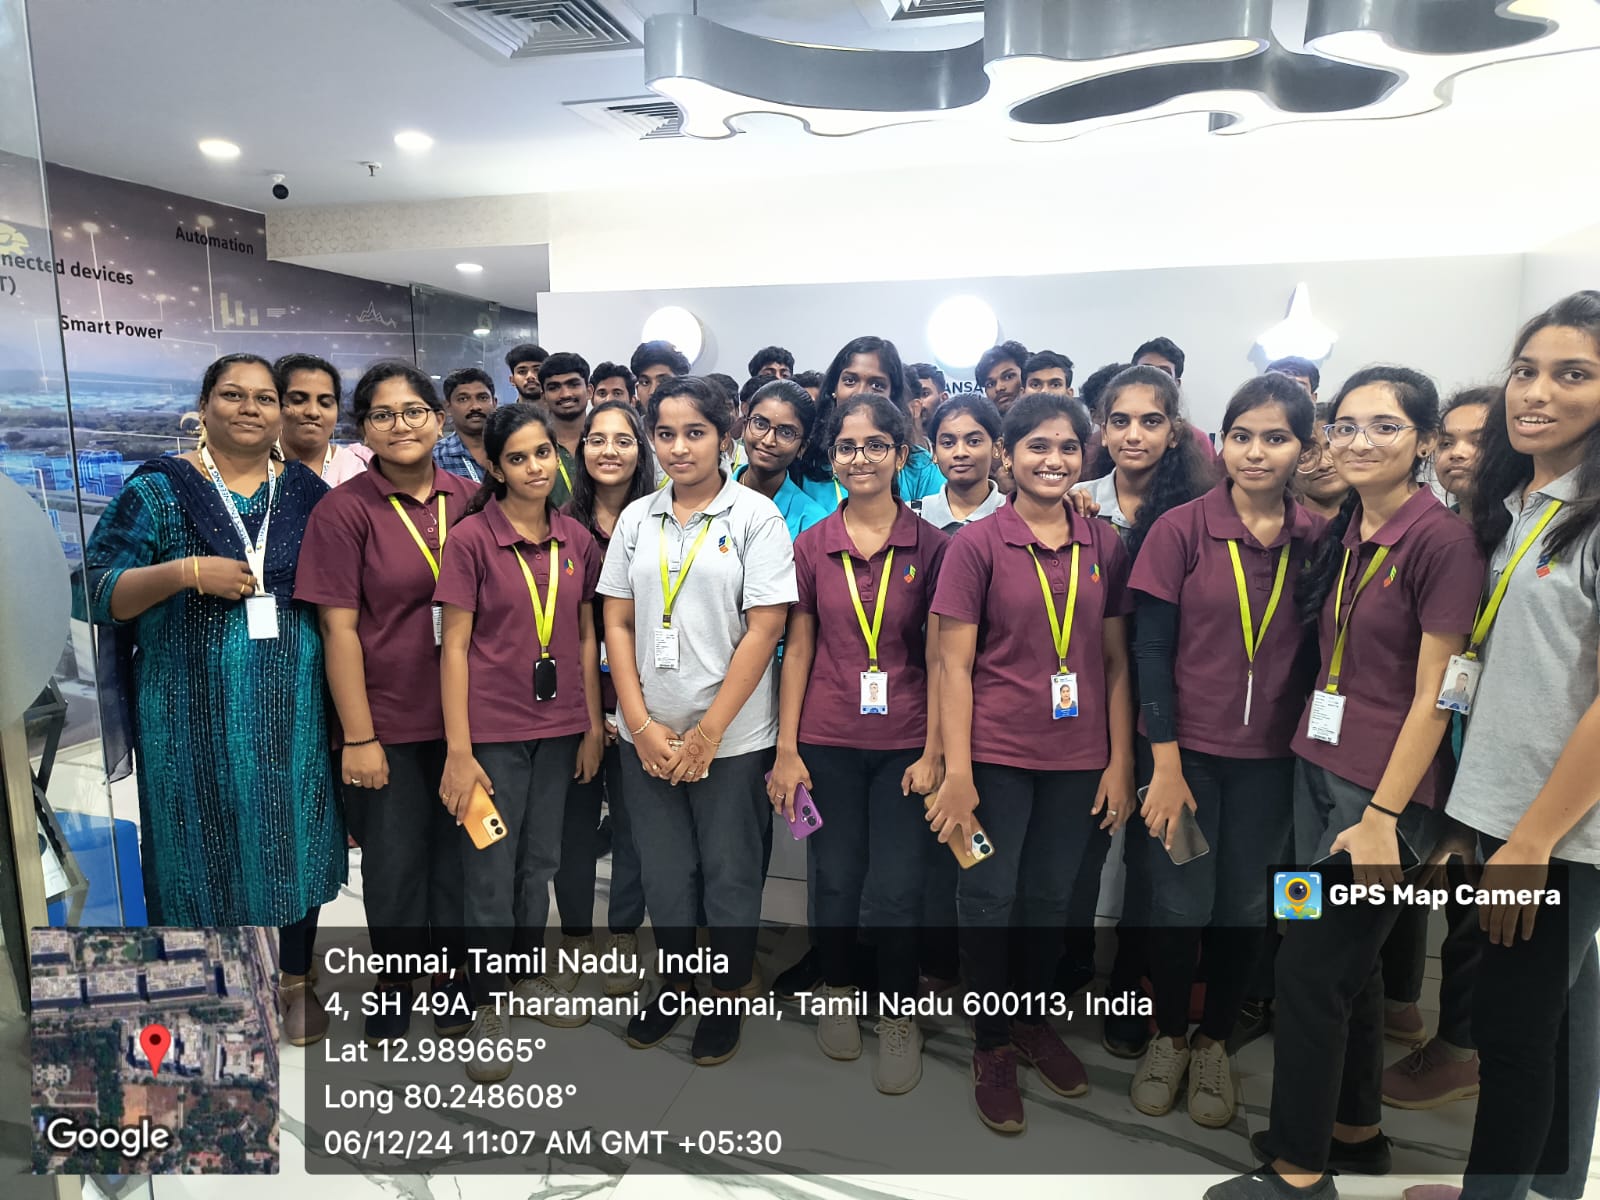 Automation
nected devices
T)
Smart Power
ANSA
GPS Map Camera
Chennai, Tamil Nadu, India
4, SH 49A, Tharamani, Chennai, Tamil Nadu 600113, India
Lat 12.989665°
Long 80.248608°
06/12/24 11:07 AM GMT +05:30
Google